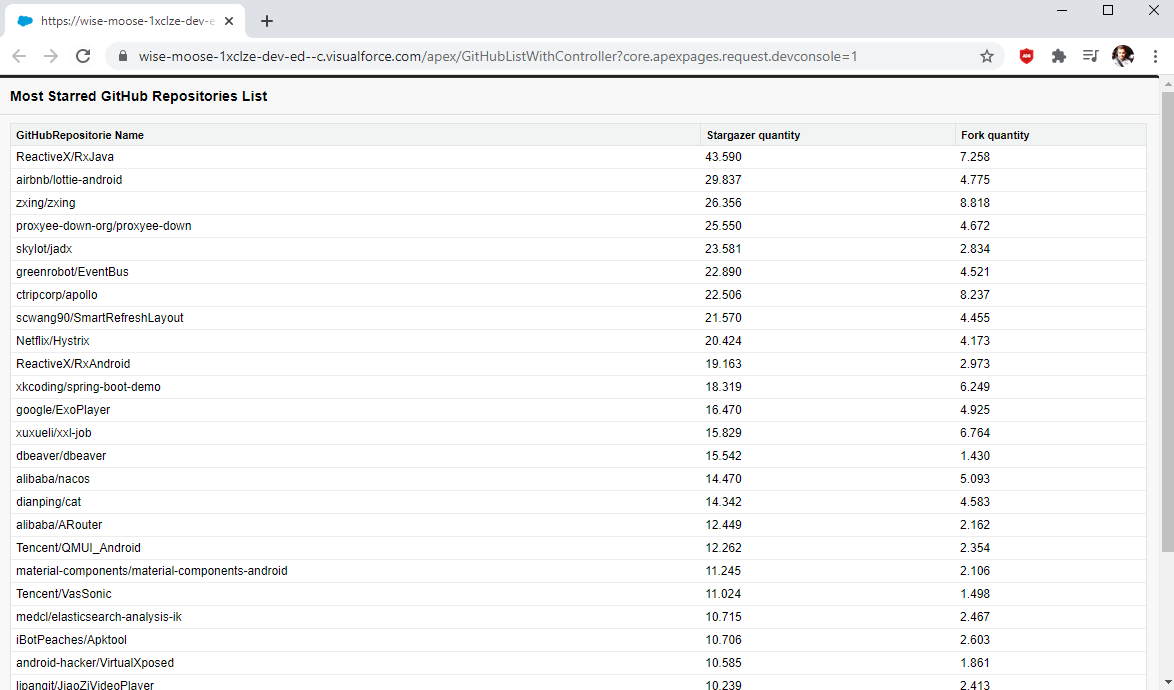 https://wise-moose-1xclze-dev-e
wise-moose-1xclze-dev-ed--c.visualforce.com/apex/GitHubListWithController?core.apexpages.request.devconsole=1
Most Starred GitHub Repositories List
GitHubRepositorie Name Stargazer quantity Fork quantity
ReactiveX/RxJava 43.590 7.258
airbnb/lottie-android 29.837 4.775
zxing/zxing 26.356 8.818
proxyee-down-org/proxyee-down 25.550 4.672
skylot/jadx 23.581 2.834
greenrobot/EventBus 22.890 4.521
ctripcorp/apollo 22.506 8.237
scwang90/SmartRefreshLayout 21.570 4.455
Netflix/Hystrix 20.424 4.173
ReactiveX/RxAndroid 19.163 2.973
xkcoding/spring-boot-demo 18.319 6.249
google/ExoPlayer 16.470 4.925
xuxueli/xxl-job 15.829 6.764
dbeaver/dbeaver 15.542 1.430
alibaba/nacos 14.470 5.093
dianping/cat 14.342 4.583
alibaba/ARouter 12.449 2.162
Tencent/QMUI_Android 12.262 2.354
material-components/material-components-android 11.245 2.106
Tencent/VasSonic 11.024 1.498
medcl/elasticsearch-analysis-ik 10.715 2.467
iBotPeaches/Apktool 10.706 2.603
android-hacker/VirtualXposed 10.585 1.861
lipangit/JiaoZiVideoPlayer 10.239 2.413